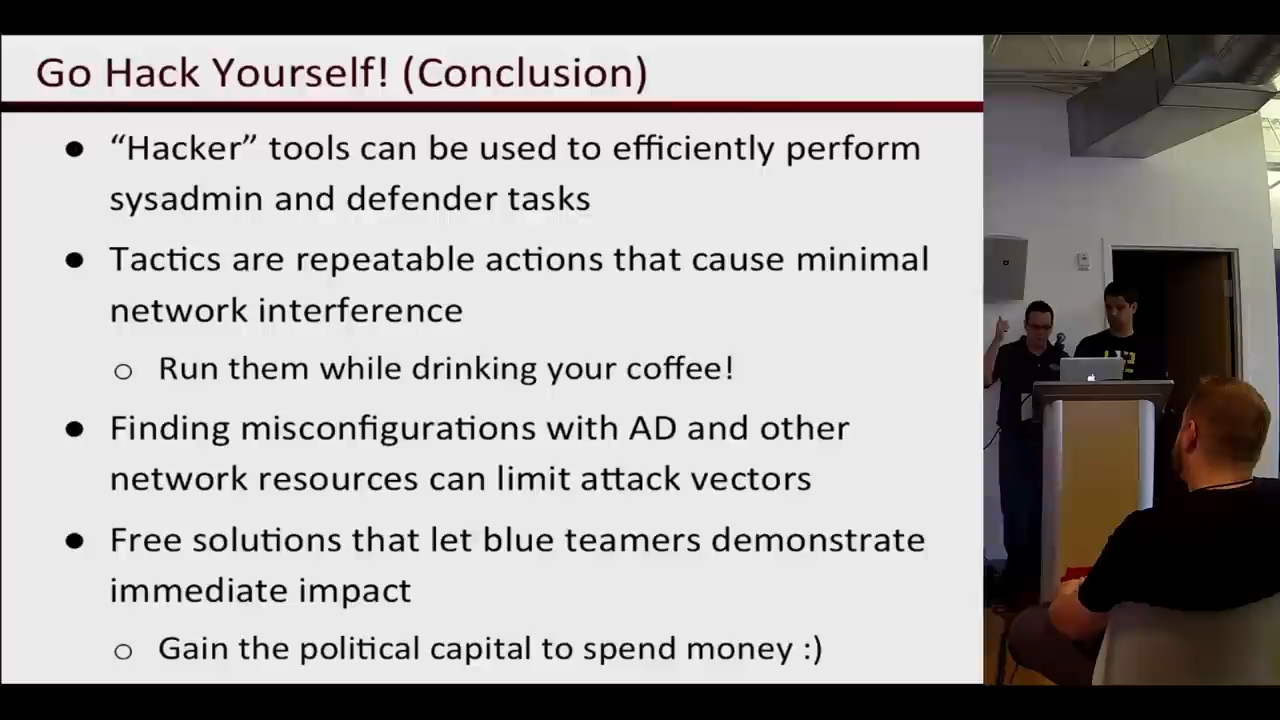 Go Hack Yourself! (Conclusion)
● “Hacker” tools can be used to efficiently perform
sysadmin and defender tasks
● Tactics are repeatable actions that cause minimal
network interference
○ Run them while drinking your coffee!
● Finding misconfigurations with AD and other
network resources can limit attack vectors
● Free solutions that let blue teamers demonstrate
immediate impact
○ Gain the political capital to spend money :)